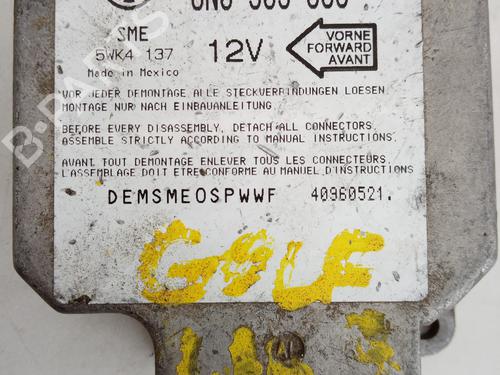 SME
5WK4 137
Made in Mexico
12V
VORNE
FORWARD
AVANT
VOR JEDER DEMONTAGE ALLE STECKVERBINDUNGEN LOESEN
MONTAGE NUR NACH EINBAUANLEITUNG.
BEFORE EVERY DISASSEMBLY, DETACH ALL CONNECTORS
ASSEMBLE STRICTLY ACCORDING TO MANUAL INSTRUCTIONS.
AVANT TOUT DEMONTAGE ENLEVER TOUS LES CONNECTEURS.
L'ASSEMBLAGE DOIT ETRE CONFORME AU MANUEL D'INSTRUCTIONS
DEMSMEOSPWWF 40960521.
GOLF
B-PARTS